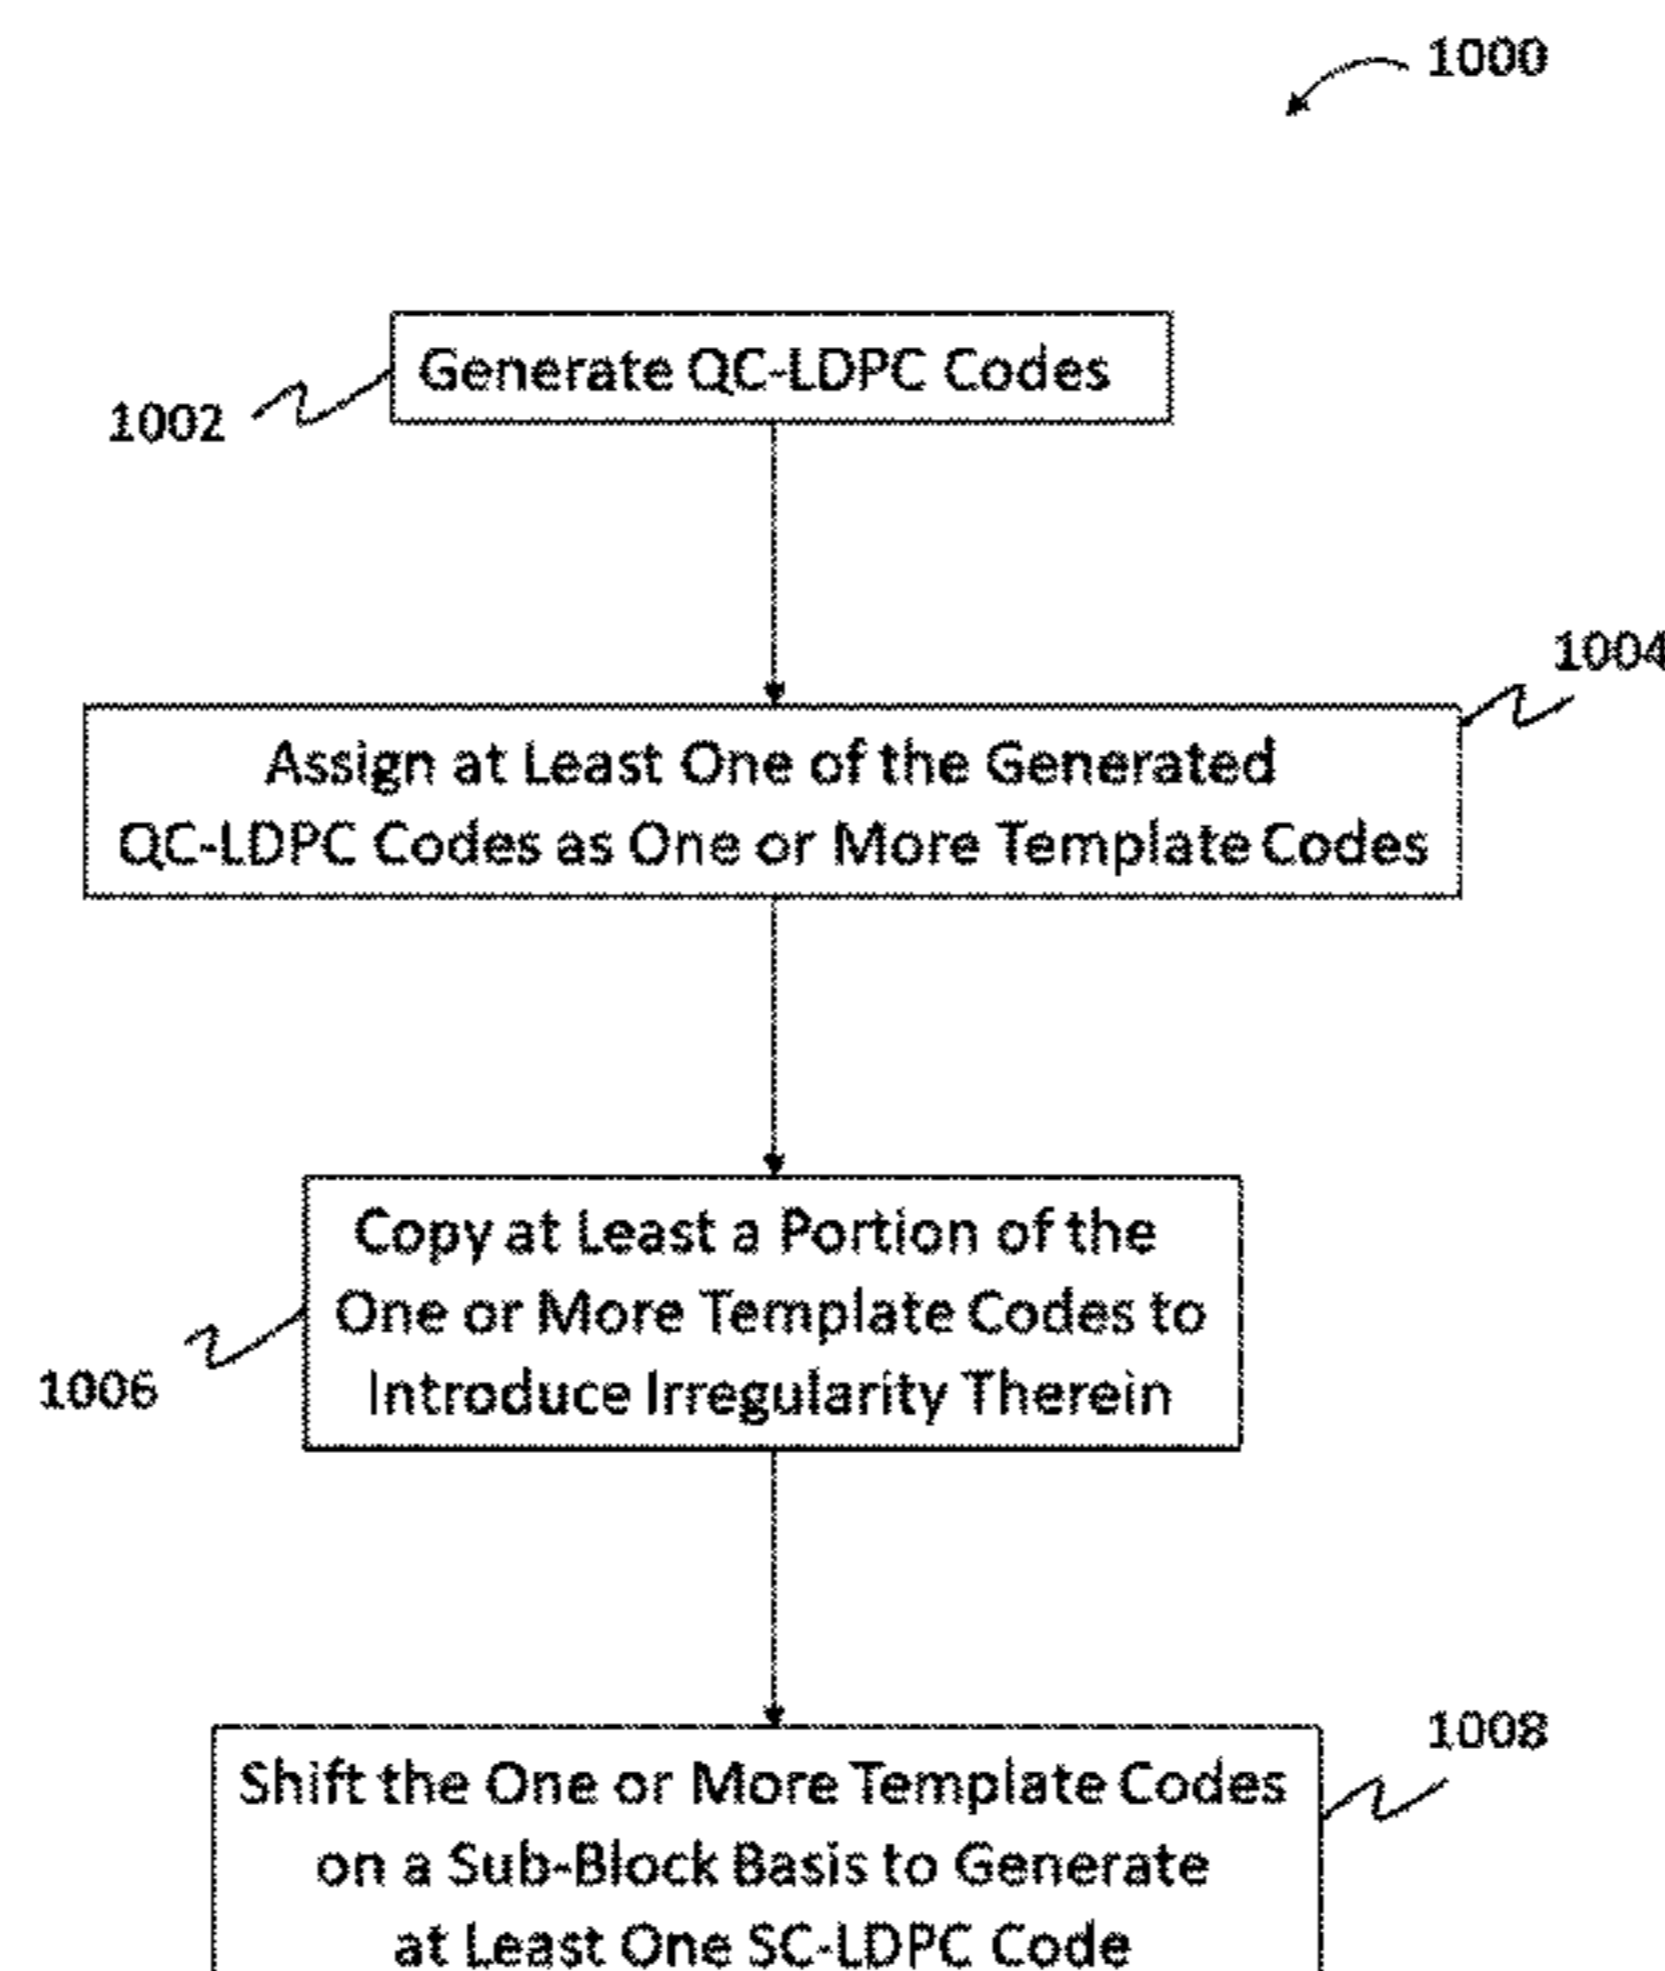 1000
Generate QC-LDPC Codes
1002
1004
Assign at Least One of the Generated
QC-LDPC Codes as One or More Template Codes
Copy at Least a Portion of the
One or More Template Codes to
Introduce Irregularity Therein
1006
1008
Shift the One or More Template Codes
on a Sub-Block Basis to Generate
at Least One SC-LDPC Code